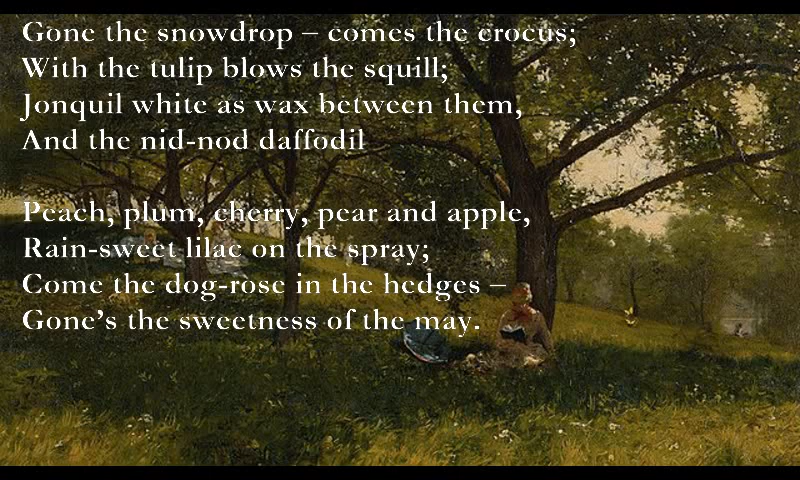 Gone the snowdrop – comes the crocus;
With the tulip blows the squill;
Jonquil white as wax between them,
And the nid-nod daffodil
Peach, plum, cherry, pear and apple,
Rain-sweet lilac on the spray;
Come the dog-rose in the hedges –
Gone's the sweetness of the may.